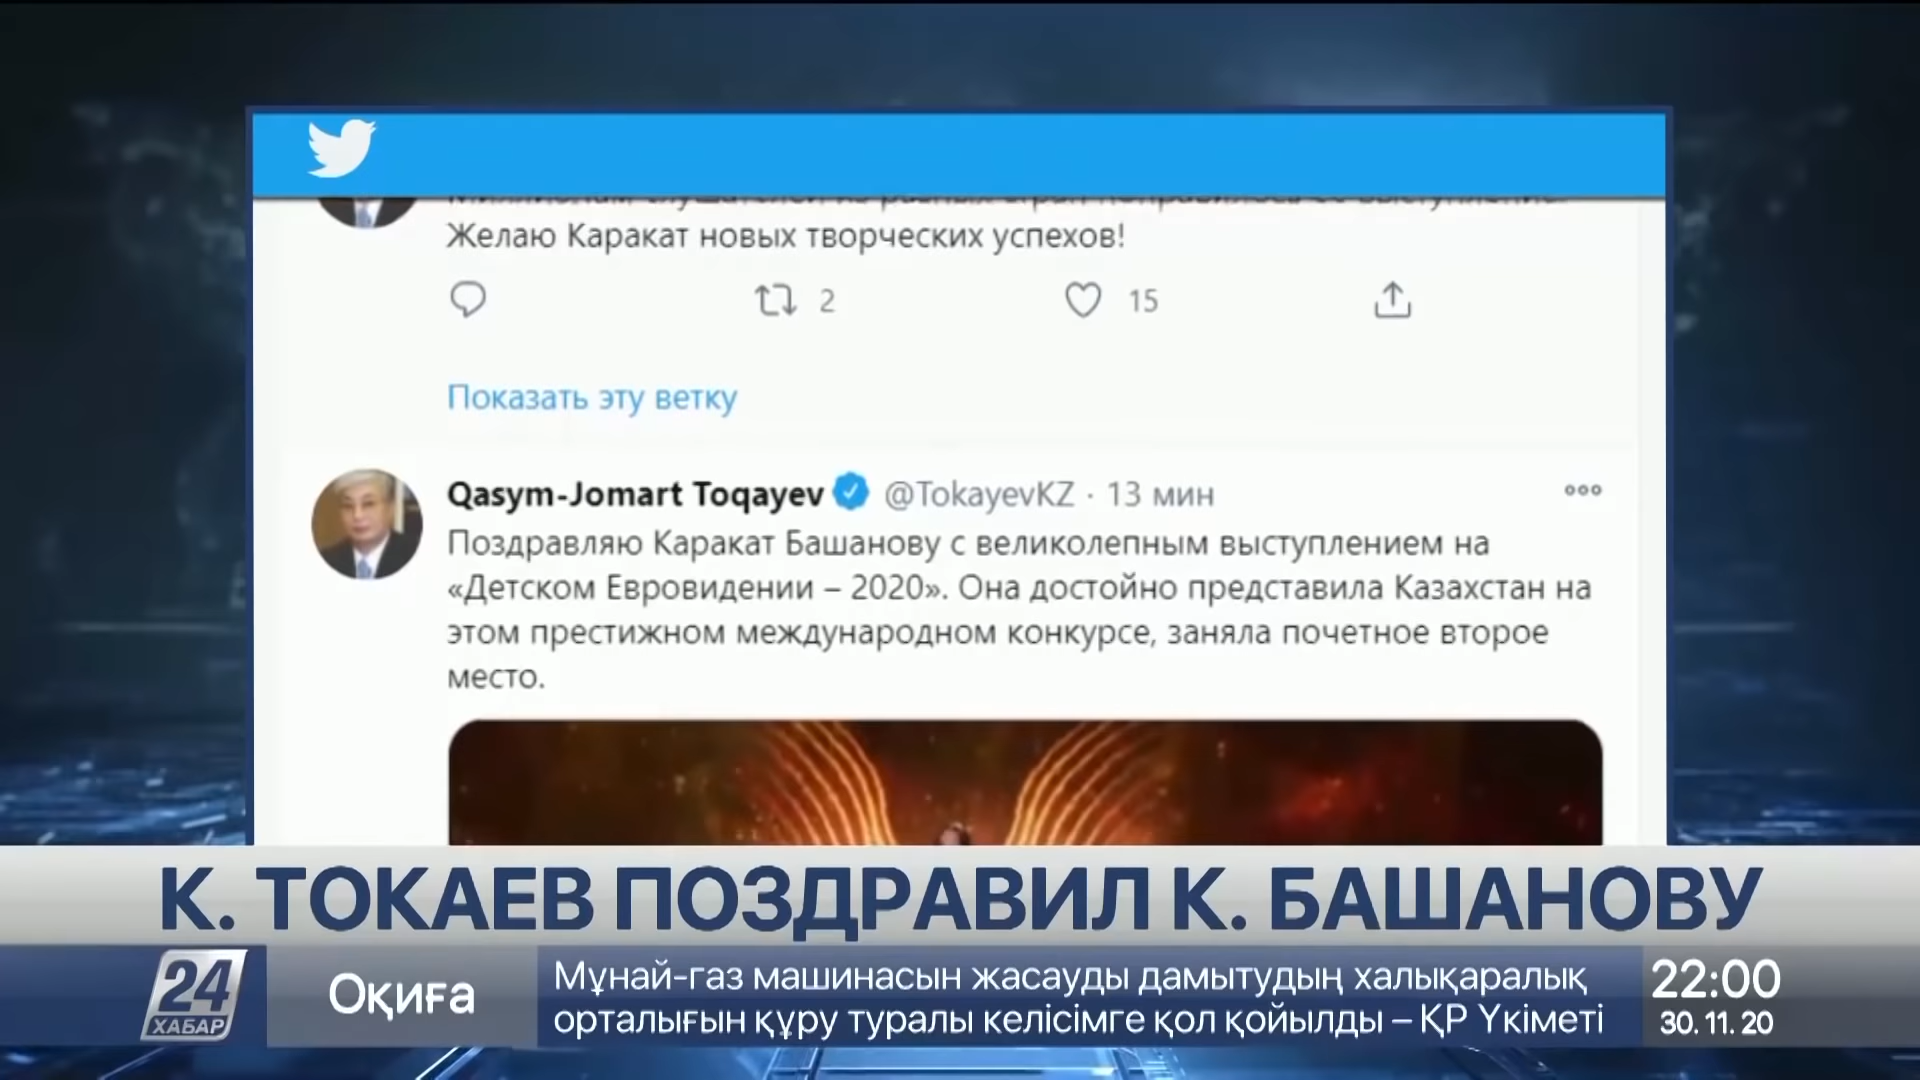 Желаю Каракат новых творческих успехов!
2
15
Показать эту ветку
Qasym-Jomart Toqayev @TokayevKZ · 13 мин
Поздравляю Каракат Башанову с великолепным выступлением на
«Детском Евровидении – 2020». Она достойно представила Казахстан на
этом престижном международном конкурсе, заняла почетное второе
место.
К. ТОКАЕВ ПОЗДРАВИЛ К. БАШАНОВУ
24
ХАБАР
Оқиға
Мұнай-газ машинасын жасауды дамытудың халықаралық
орталығын құру туралы келісімге қол қойылды – ҚР Үкіметі
22:00
30. 11. 20